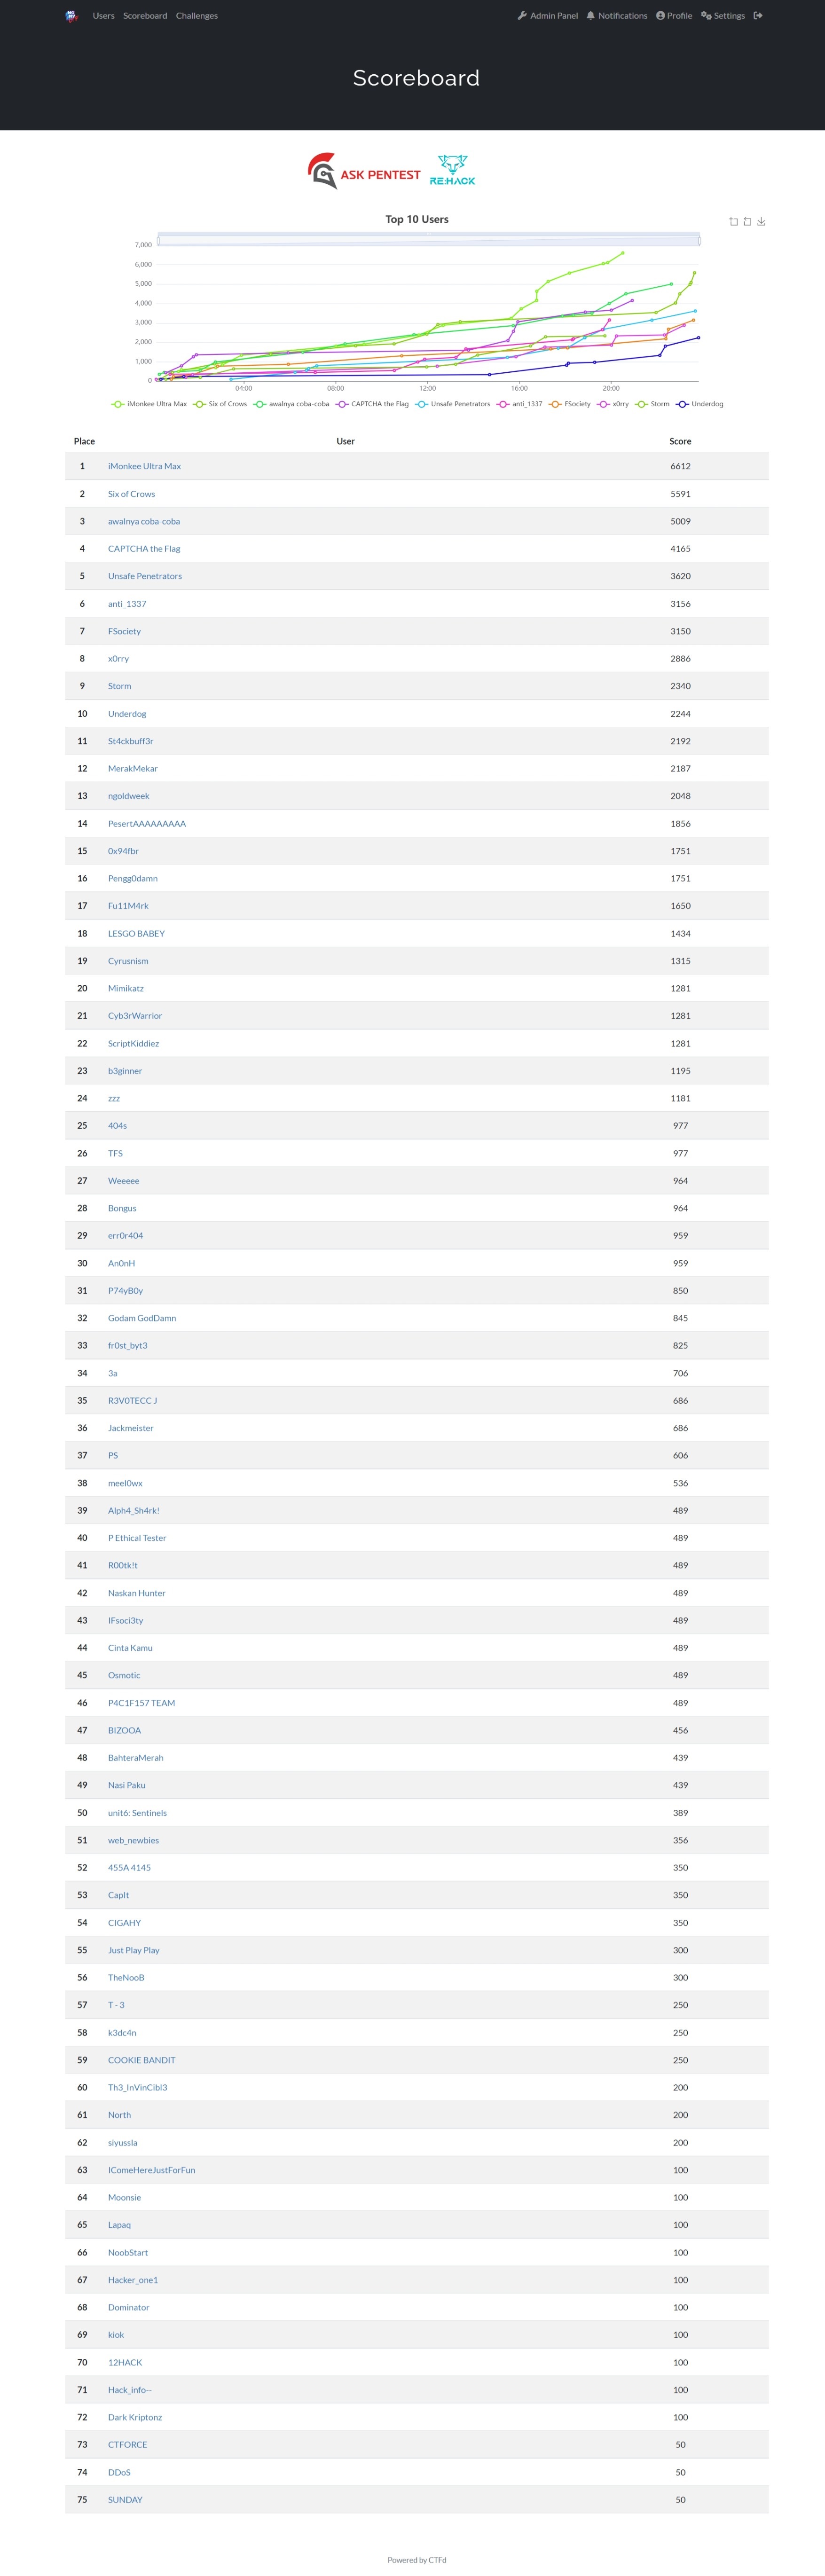 Users Scoreboard Challenges Admin Panel Notifications Profile Settings
Scoreboard
ASK PENTEST RE:HACK
Top 10 Users
7,000
6,000
5,000
4,000
3,000
2,000
1,000
0
04:00 08:00 12:00 16:00 20:00
iMonkee Ultra Max Six of Crows awalnya coba-coba CAPTCHA the Flag Unsafe Penetrators anti_1337 FSociety x0rry Storm Underdog
Place User Score
1 iMonkee Ultra Max 6612
2 Six of Crows 5591
3 awalnya coba-coba 5009
4 CAPTCHA the Flag 4165
5 Unsafe Penetrators 3620
6 anti_1337 3156
7 FSociety 3150
8 x0rry 2886
9 Storm 2340
10 Underdog 2244
11 St4ckbuff3r 2192
12 MerakMekar 2187
13 ngoldweek 2048
14 PesertAAAAAAAAA 1856
15 0x94fbr 1751
16 Pengg0damn 1751
17 Fu11M4rk 1650
18 LESGO BABEY 1434
19 Cyrusnism 1315
20 Mimikatz 1281
21 Cyb3rWarrior 1281
22 ScriptKiddiez 1281
23 b3ginner 1195
24 zzz 1181
25 404s 977
26 TFS 977
27 Weeeee 964
28 Bongus 964
29 err0r404 959
30 An0nH 959
31 P74yB0y 850
32 Godam GodDamn 845
33 fr0st_byt3 825
34 3a 706
35 R3V0TECC J 686
36 Jackmeister 686
37 PS 606
38 meel0wx 536
39 Alph4_Sh4rk! 489
40 P Ethical Tester 489
41 R00tk!t 489
42 Naskan Hunter 489
43 IFsoci3ty 489
44 Cinta Kamu 489
45 Osmotic 489
46 P4C1F157 TEAM 489
47 BIZOOA 456
48 BahteraMerah 439
49 Nasi Paku 439
50 unit6: Sentinels 389
51 web_newbies 356
52 455A 4145 350
53 CapIt 350
54 CIGAHY 350
55 Just Play Play 300
56 TheNooB 300
57 T - 3 250
58 k3dc4n 250
59 COOKIE BANDIT 250
60 Th3_InVinCibl3 200
61 North 200
62 siyussla 200
63 IComeHereJustForFun 100
64 Moonsie 100
65 Lapaq 100
66 NoobStart 100
67 Hacker_one1 100
68 Dominator 100
69 kiok 100
70 12HACK 100
71 Hack_info-- 100
72 Dark Kriptonz 100
73 CTFORCE 50
74 DDoS 50
75 SUNDAY 50
Powered by CTFd